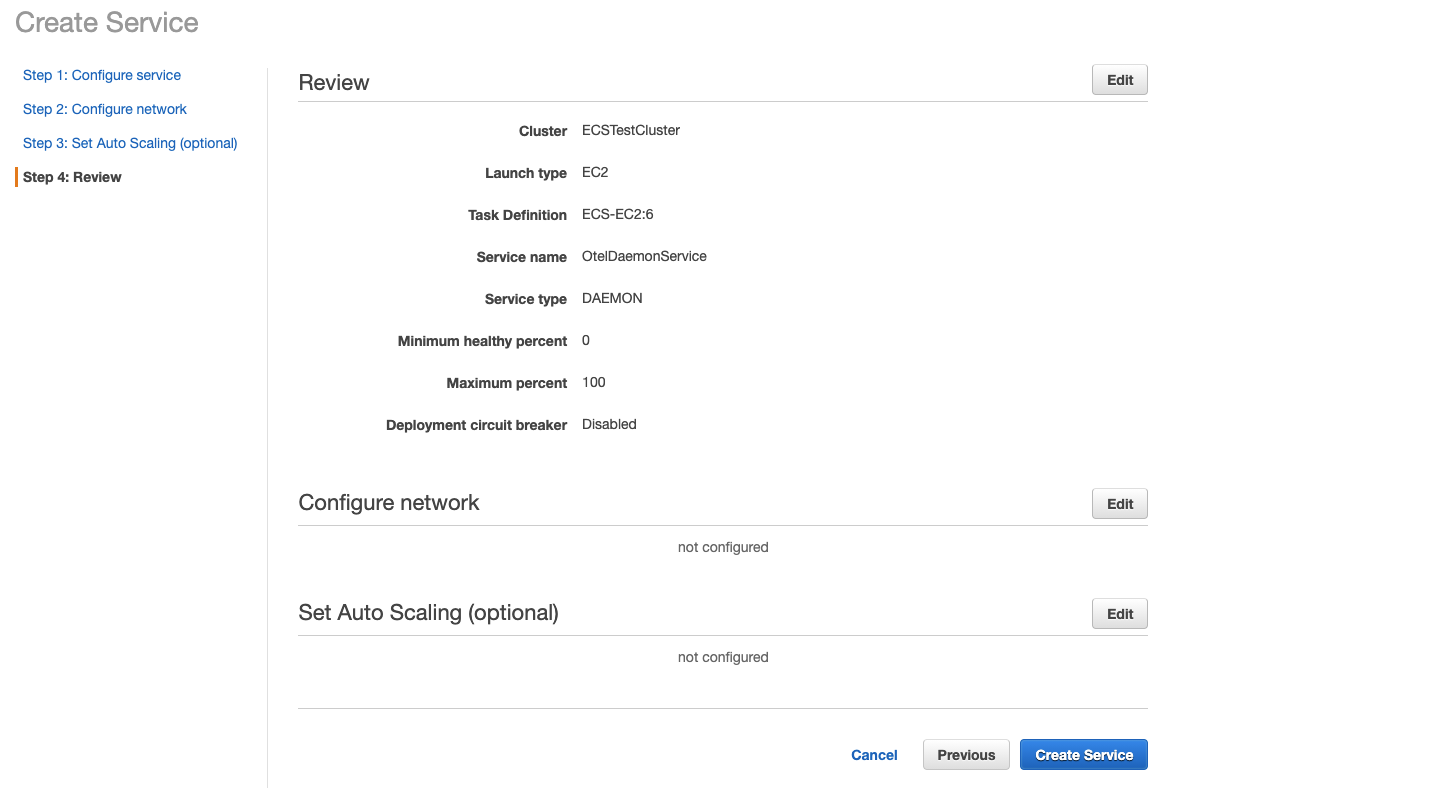 Create Service
Step 1: Configure service
Step 2: Configure network
Step 3: Set Auto Scaling (optional)
Step 4: Review
Review
Edit
Cluster ECSTestCluster
Launch type EC2
Task Definition ECS-EC2:6
Service name OtelDaemonService
Service type DAEMON
Minimum healthy percent 0
Maximum percent 100
Deployment circuit breaker Disabled
Configure network
Edit
not configured
Set Auto Scaling (optional)
Edit
not configured
Cancel Previous Create Service